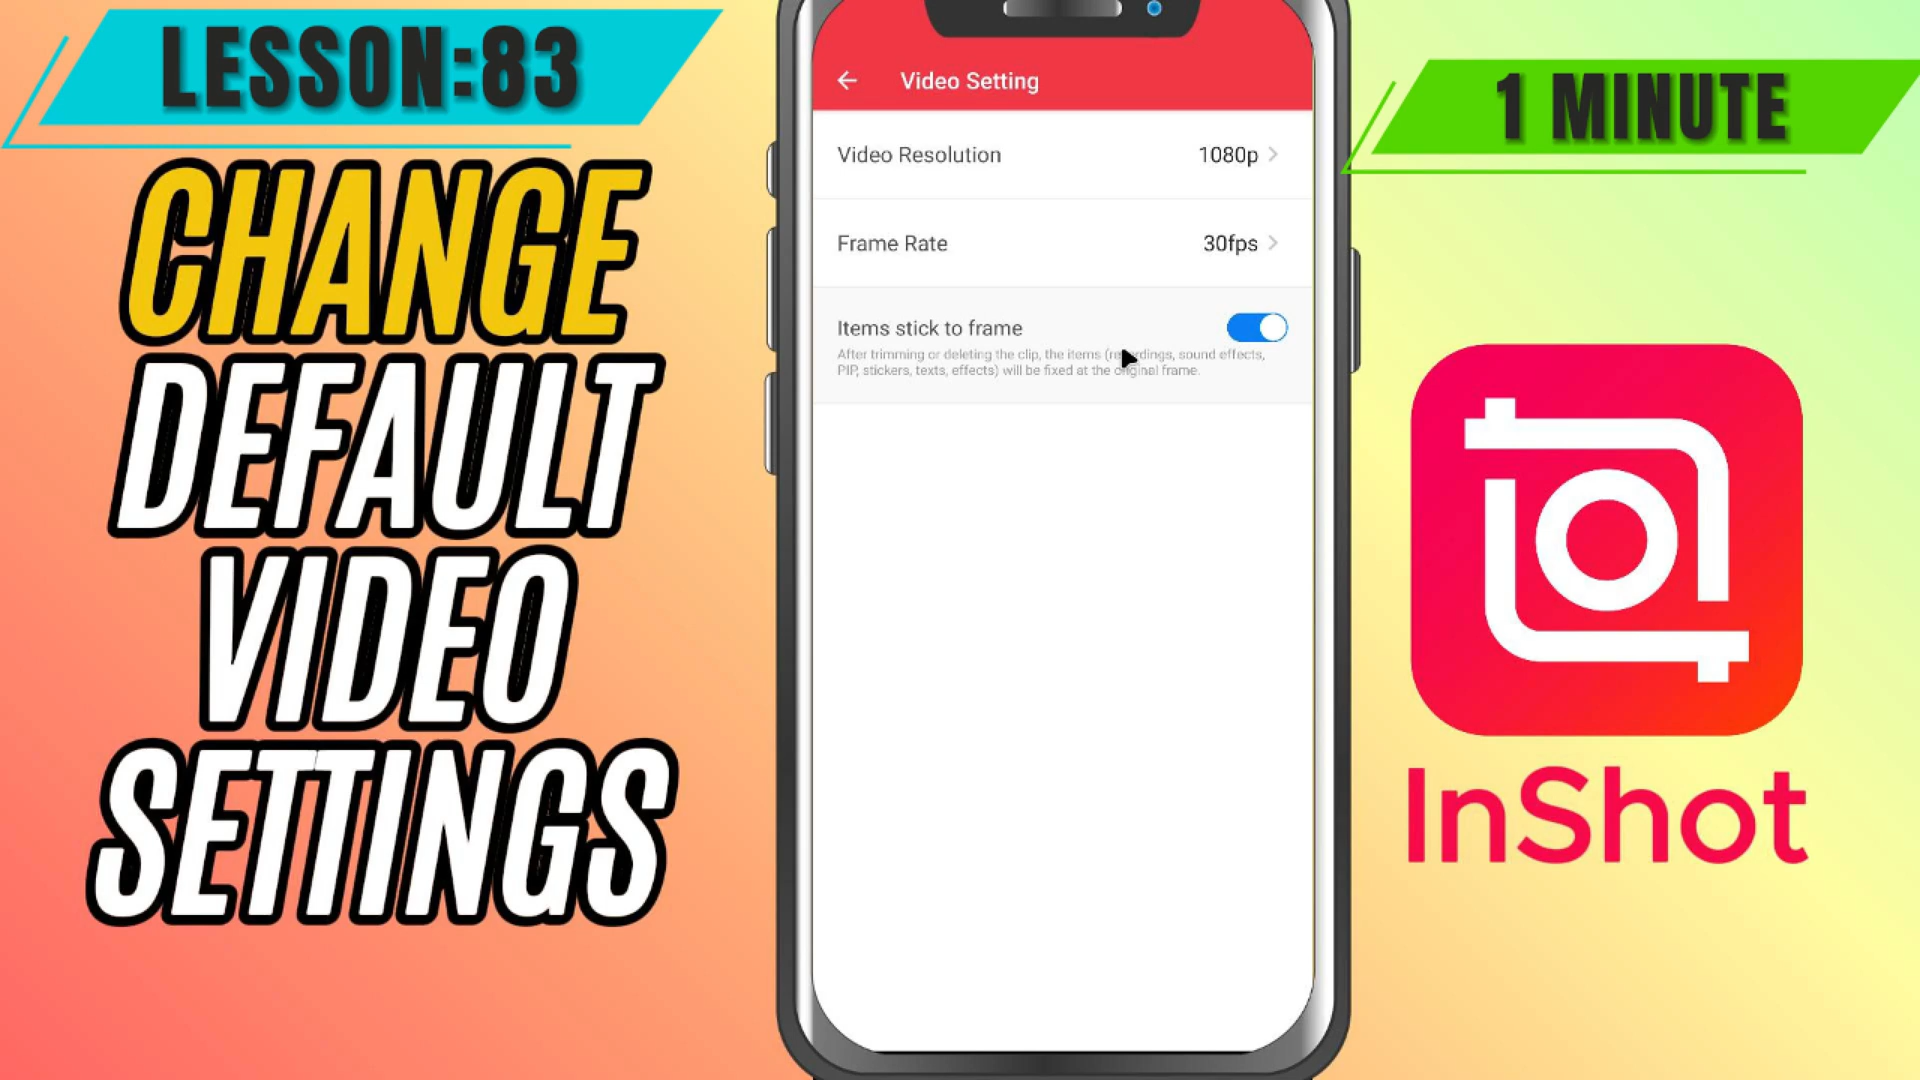 LESSON:83
CHANGE
DEFAULT
VIDEO
SETTINGS
Video Setting
Video Resolution 1080p
Frame Rate 30fps
Items stick to frame
After trimming or deleting the clip, the items (recordings, sound effects,
PIP, stickers, texts, effects) will be fixed at the original frame.
1 MINUTE
InShot